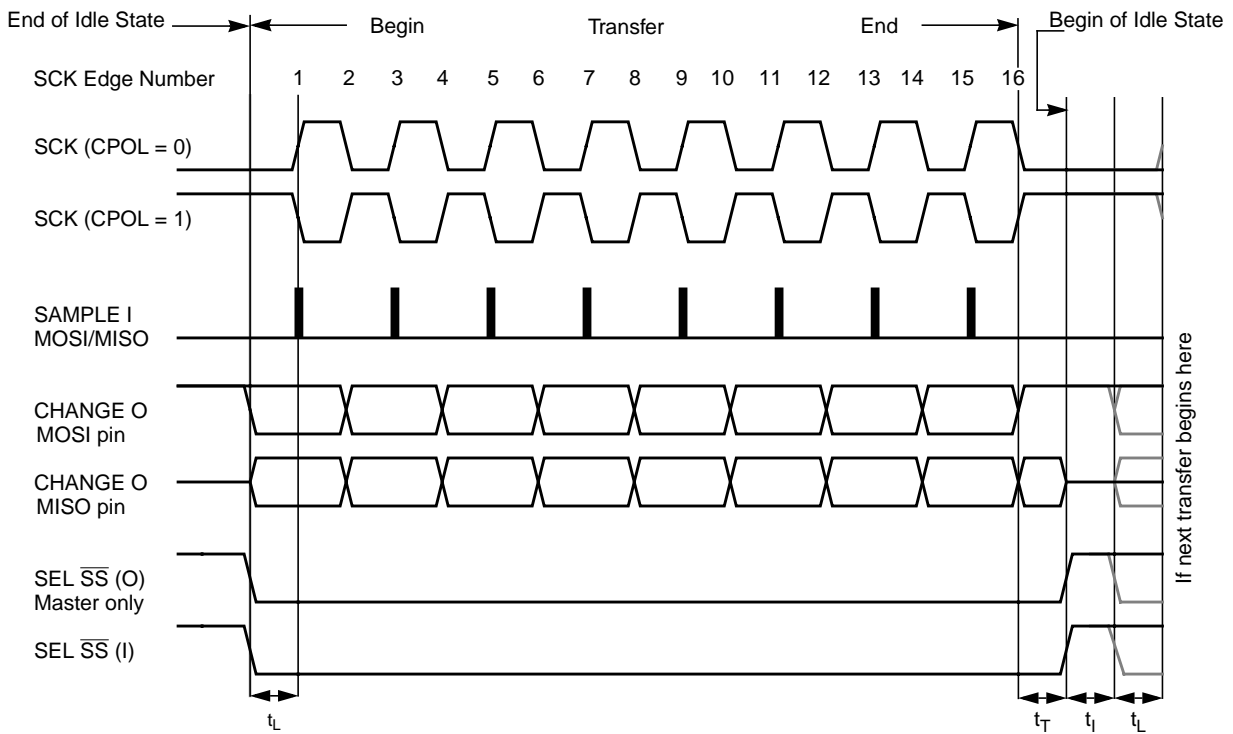 End of Idle State
Begin
Transfer
End
Begin of Idle State
SCK Edge Number
1 2 3 4 5 6 7 8 9 10 11 12 13 14 15 16
SCK (CPOL = 0)
SCK (CPOL = 1)
SAMPLE I
MOSI/MISO
CHANGE O
MOSI pin
CHANGE O
MISO pin
SEL SS (O)
Master only
SEL SS (I)
If next transfer begins here
tL
tT
tI
tL